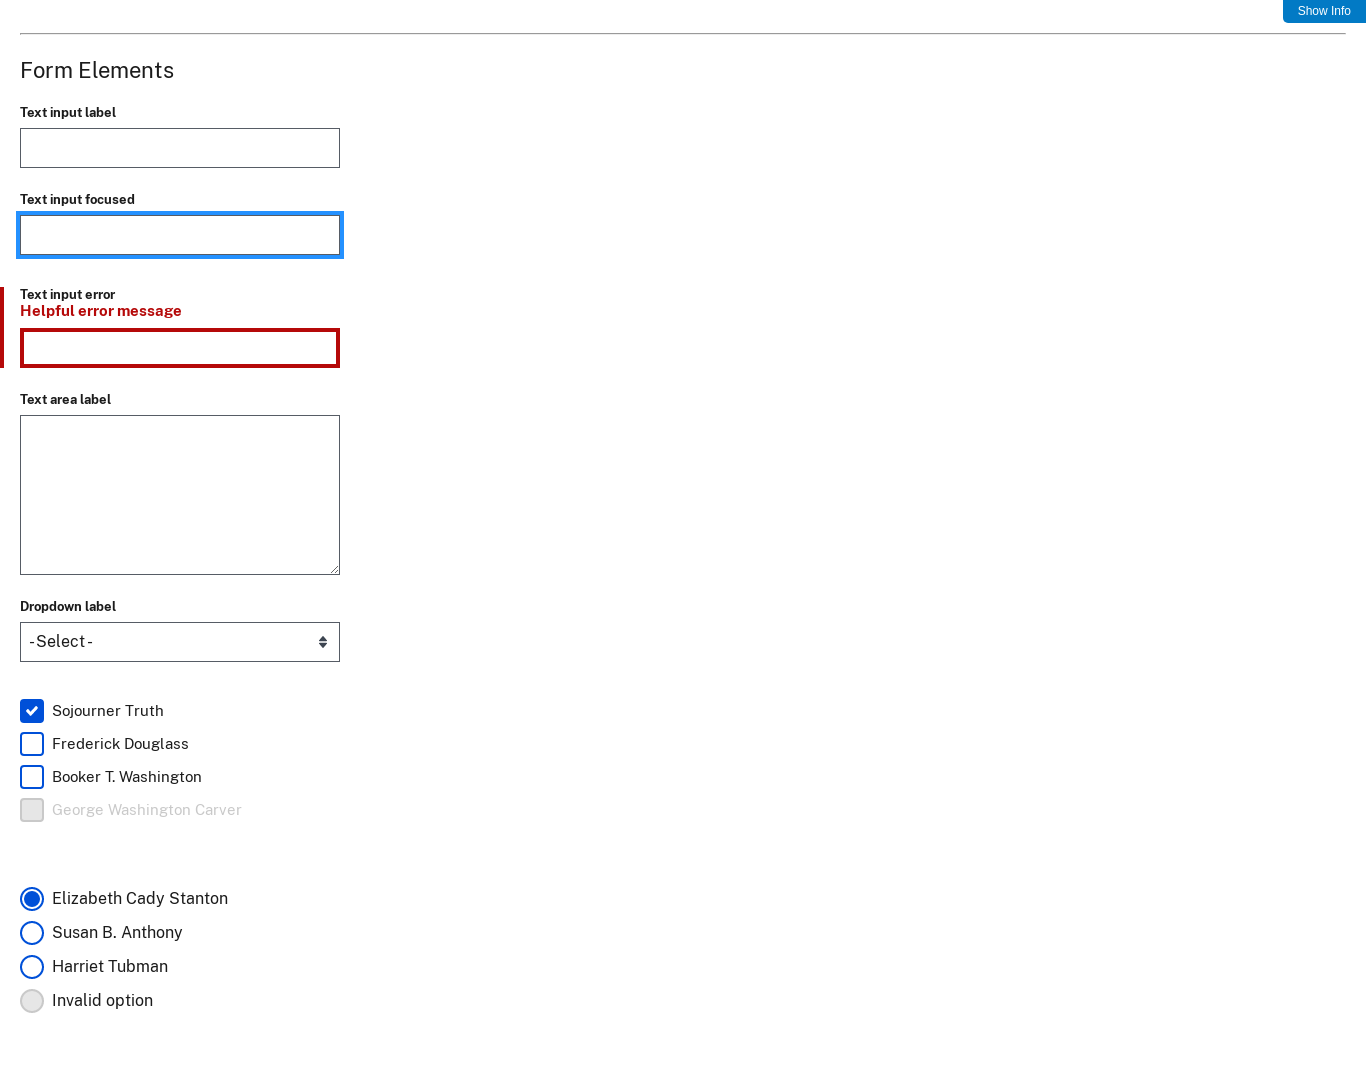 Show Info
Form Elements
Text input label
Text input focused
Text input error
Helpful error message
Text area label
Dropdown label
- Select -
Sojourner Truth
Frederick Douglass
Booker T. Washington
George Washington Carver
Elizabeth Cady Stanton
Susan B. Anthony
Harriet Tubman
Invalid option